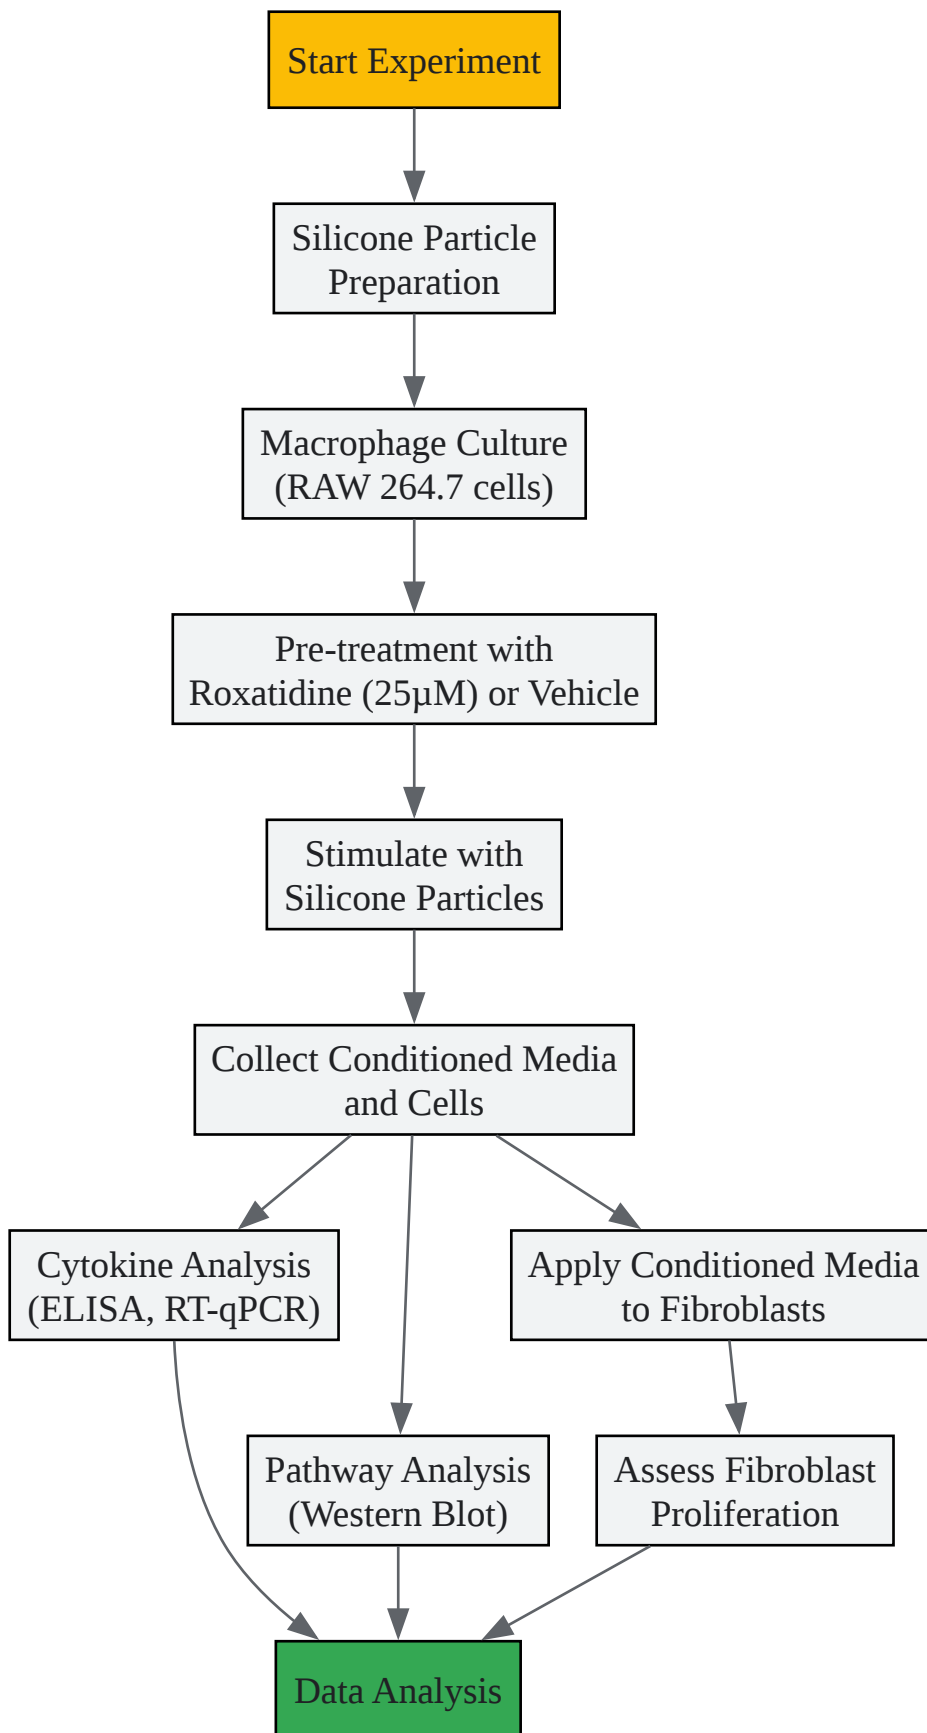 Start Experiment
Silicone Particle
Preparation
Macrophage Culture
(RAW 264.7 cells)
Pre-treatment with
Roxatidine (25µM) or Vehicle
Stimulate with
Silicone Particles
Collect Conditioned Media
and Cells
Cytokine Analysis
(ELISA, RT-qPCR)
Apply Conditioned Media
to Fibroblasts
Pathway Analysis
(Western Blot)
Assess Fibroblast
Proliferation
Data Analysis